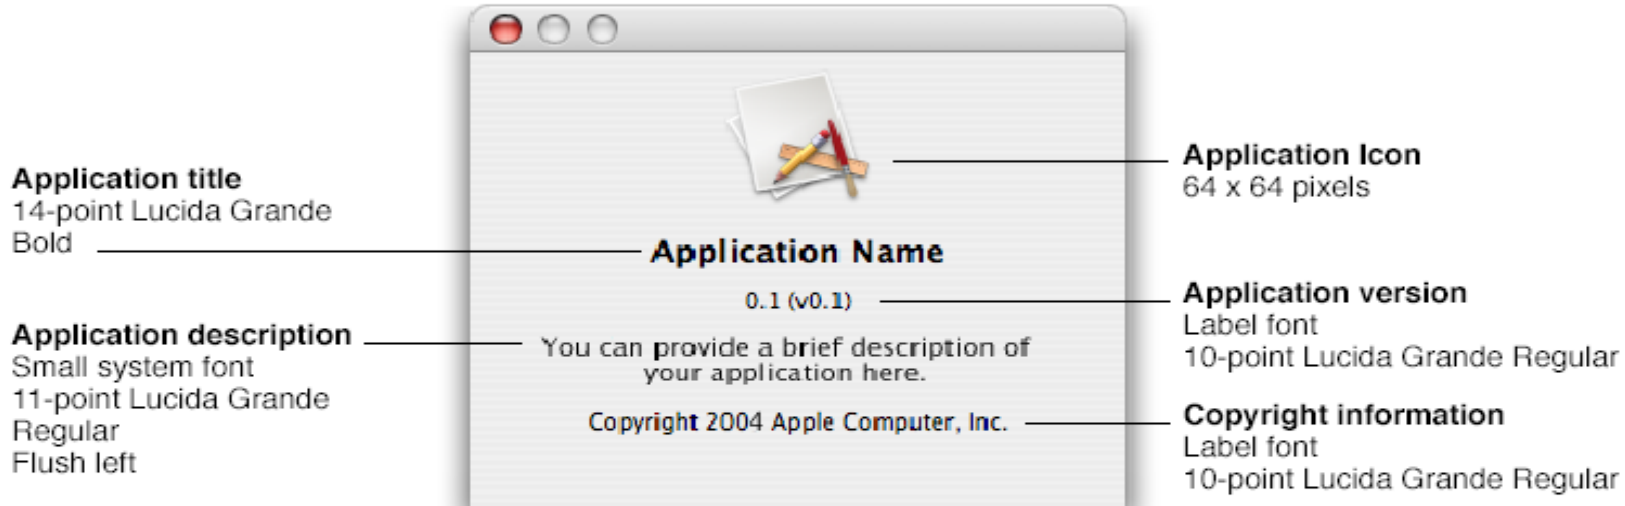 Application title
14-point Lucida Grande
Bold
Application description
Small system font
11-point Lucida Grande
Regular
Flush left
Application Name
0.1 (v0.1)
You can provide a brief description of
your application here.
Copyright 2004 Apple Computer, Inc.
Application Icon
64 x 64 pixels
Application version
Label font
10-point Lucida Grande Regular
Copyright information
Label font
10-point Lucida Grande Regular